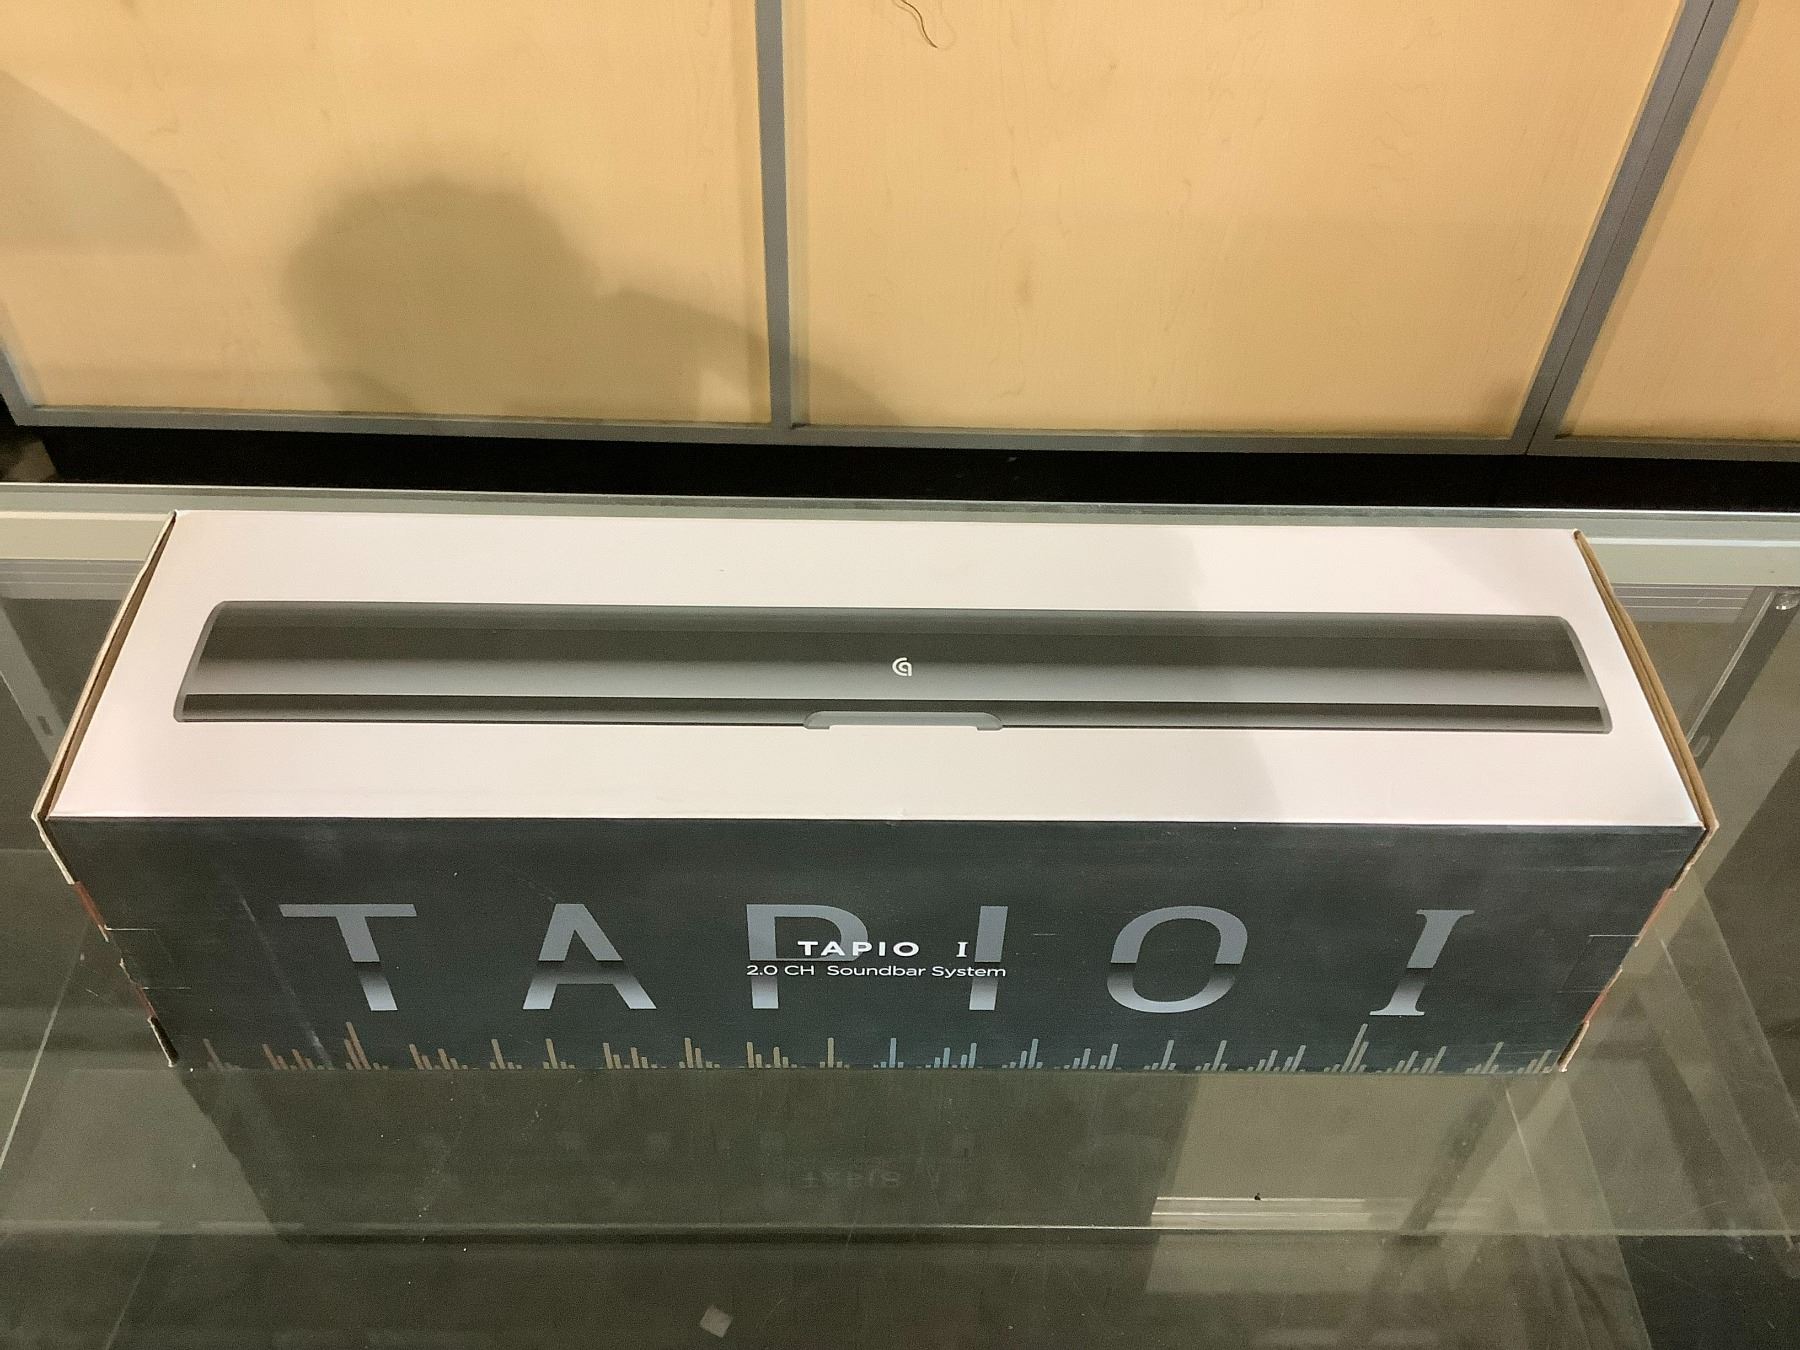 TAPIO I
TAPIO I
2.0 CH Soundbar System